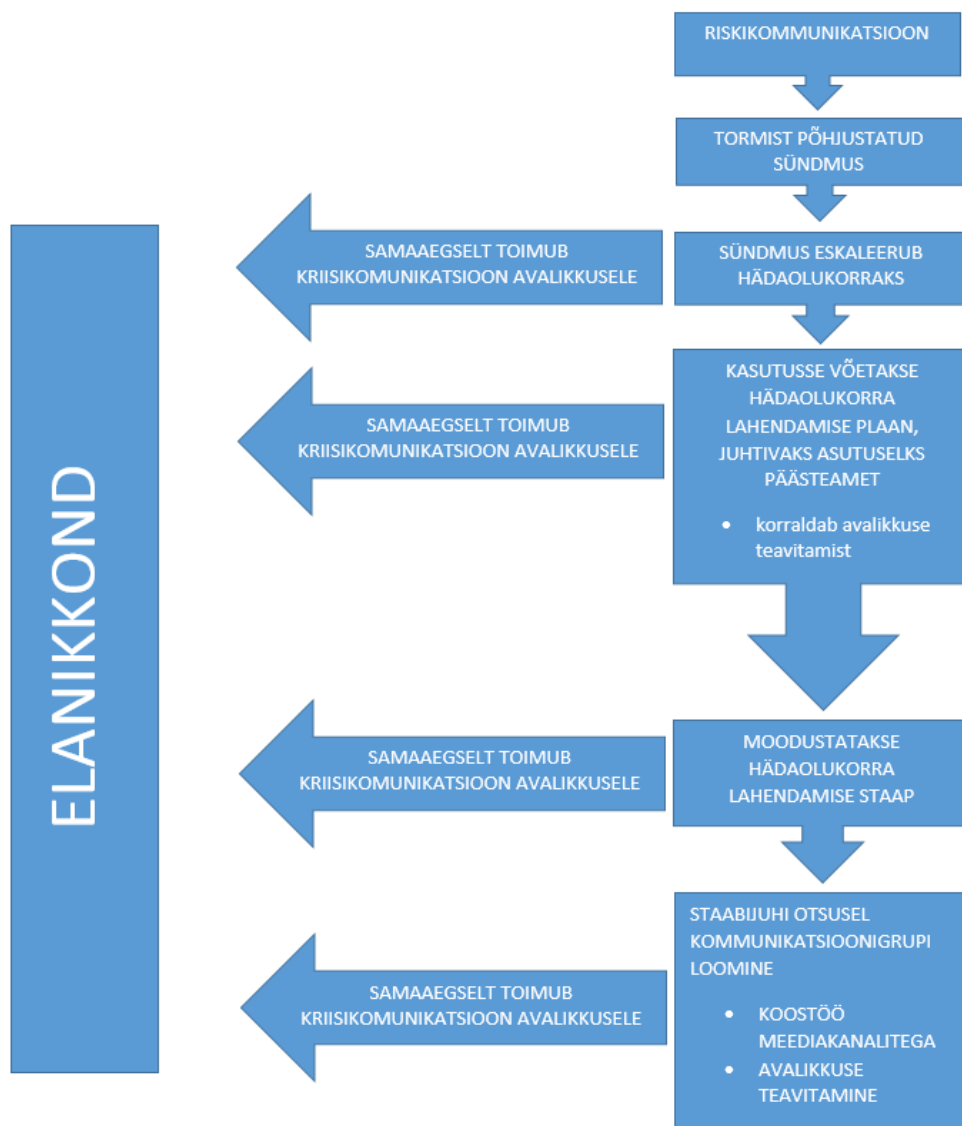 RISKIKOMMUNIKATSIOON
TORMIST PÕHJUSTATUD
SÜNDMUS
SÜNDMUS ESKALEERUB
HÄDAOLUKORRAKS
SAMAAEGSELT TOIMUB
KRIISIKOMUNIKATSIOON AVALIKKUSELE
KASUTUSSE VÕETAKSE
HÄDAOLUKORRA
LAHENDAMISE PLAAN,
JUHTIVAKS ASUTUSELKS
PÄÄSTEAMET
• korraldab avalikkuse
teavitamist
SAMAAEGSELT TOIMUB
KRIISIKOMUNIKATSIOON AVALIKKUSELE
ELANIKKOND
MOODUSTATAKSE
HÄDAOLUKORRA
LAHENDAMISE STAAP
SAMAAEGSELT TOIMUB
KRIISIKOMUNIKATSIOON AVALIKKUSELE
STAABIJUHI OTSUSEL
KOMMUNIKATSIOONIGRUPI
LOOMINE
• KOOSTÖÖ
MEEDIAKANALITEGA
• AVALIKKUSE
TEAVITAMINE
SAMAAEGSELT TOIMUB
KRIISIKOMUNIKATSIOON AVALIKKUSELE